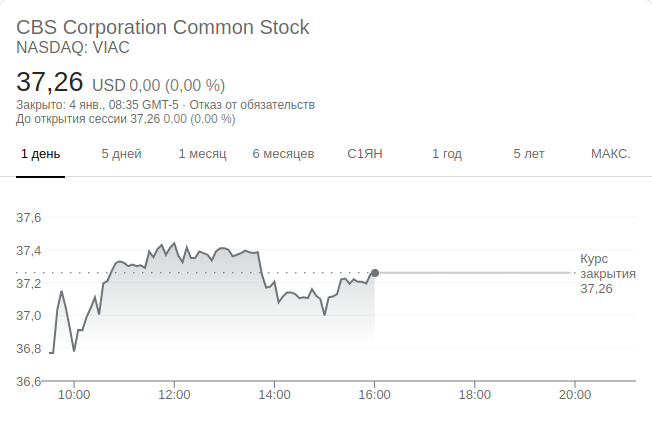 CBS Corporation Common Stock
NASDAQ: VIAC
37,26 USD 0,00 (0,00 %)
Закрыто: 4 янв., 08:35 GMT-5 · Отказ от обязательств
До открытия сессии 37,26 0,00 (0,00 %)
1 день 5 дней 1 месяц 6 месяцев С1ЯН 1 год 5 лет МАКС.
37,6
37,4
Курс
закрытия
37,26
37,2
37,0
36,8
36,6
10:00 12:00 14:00 16:00 18:00 20:00